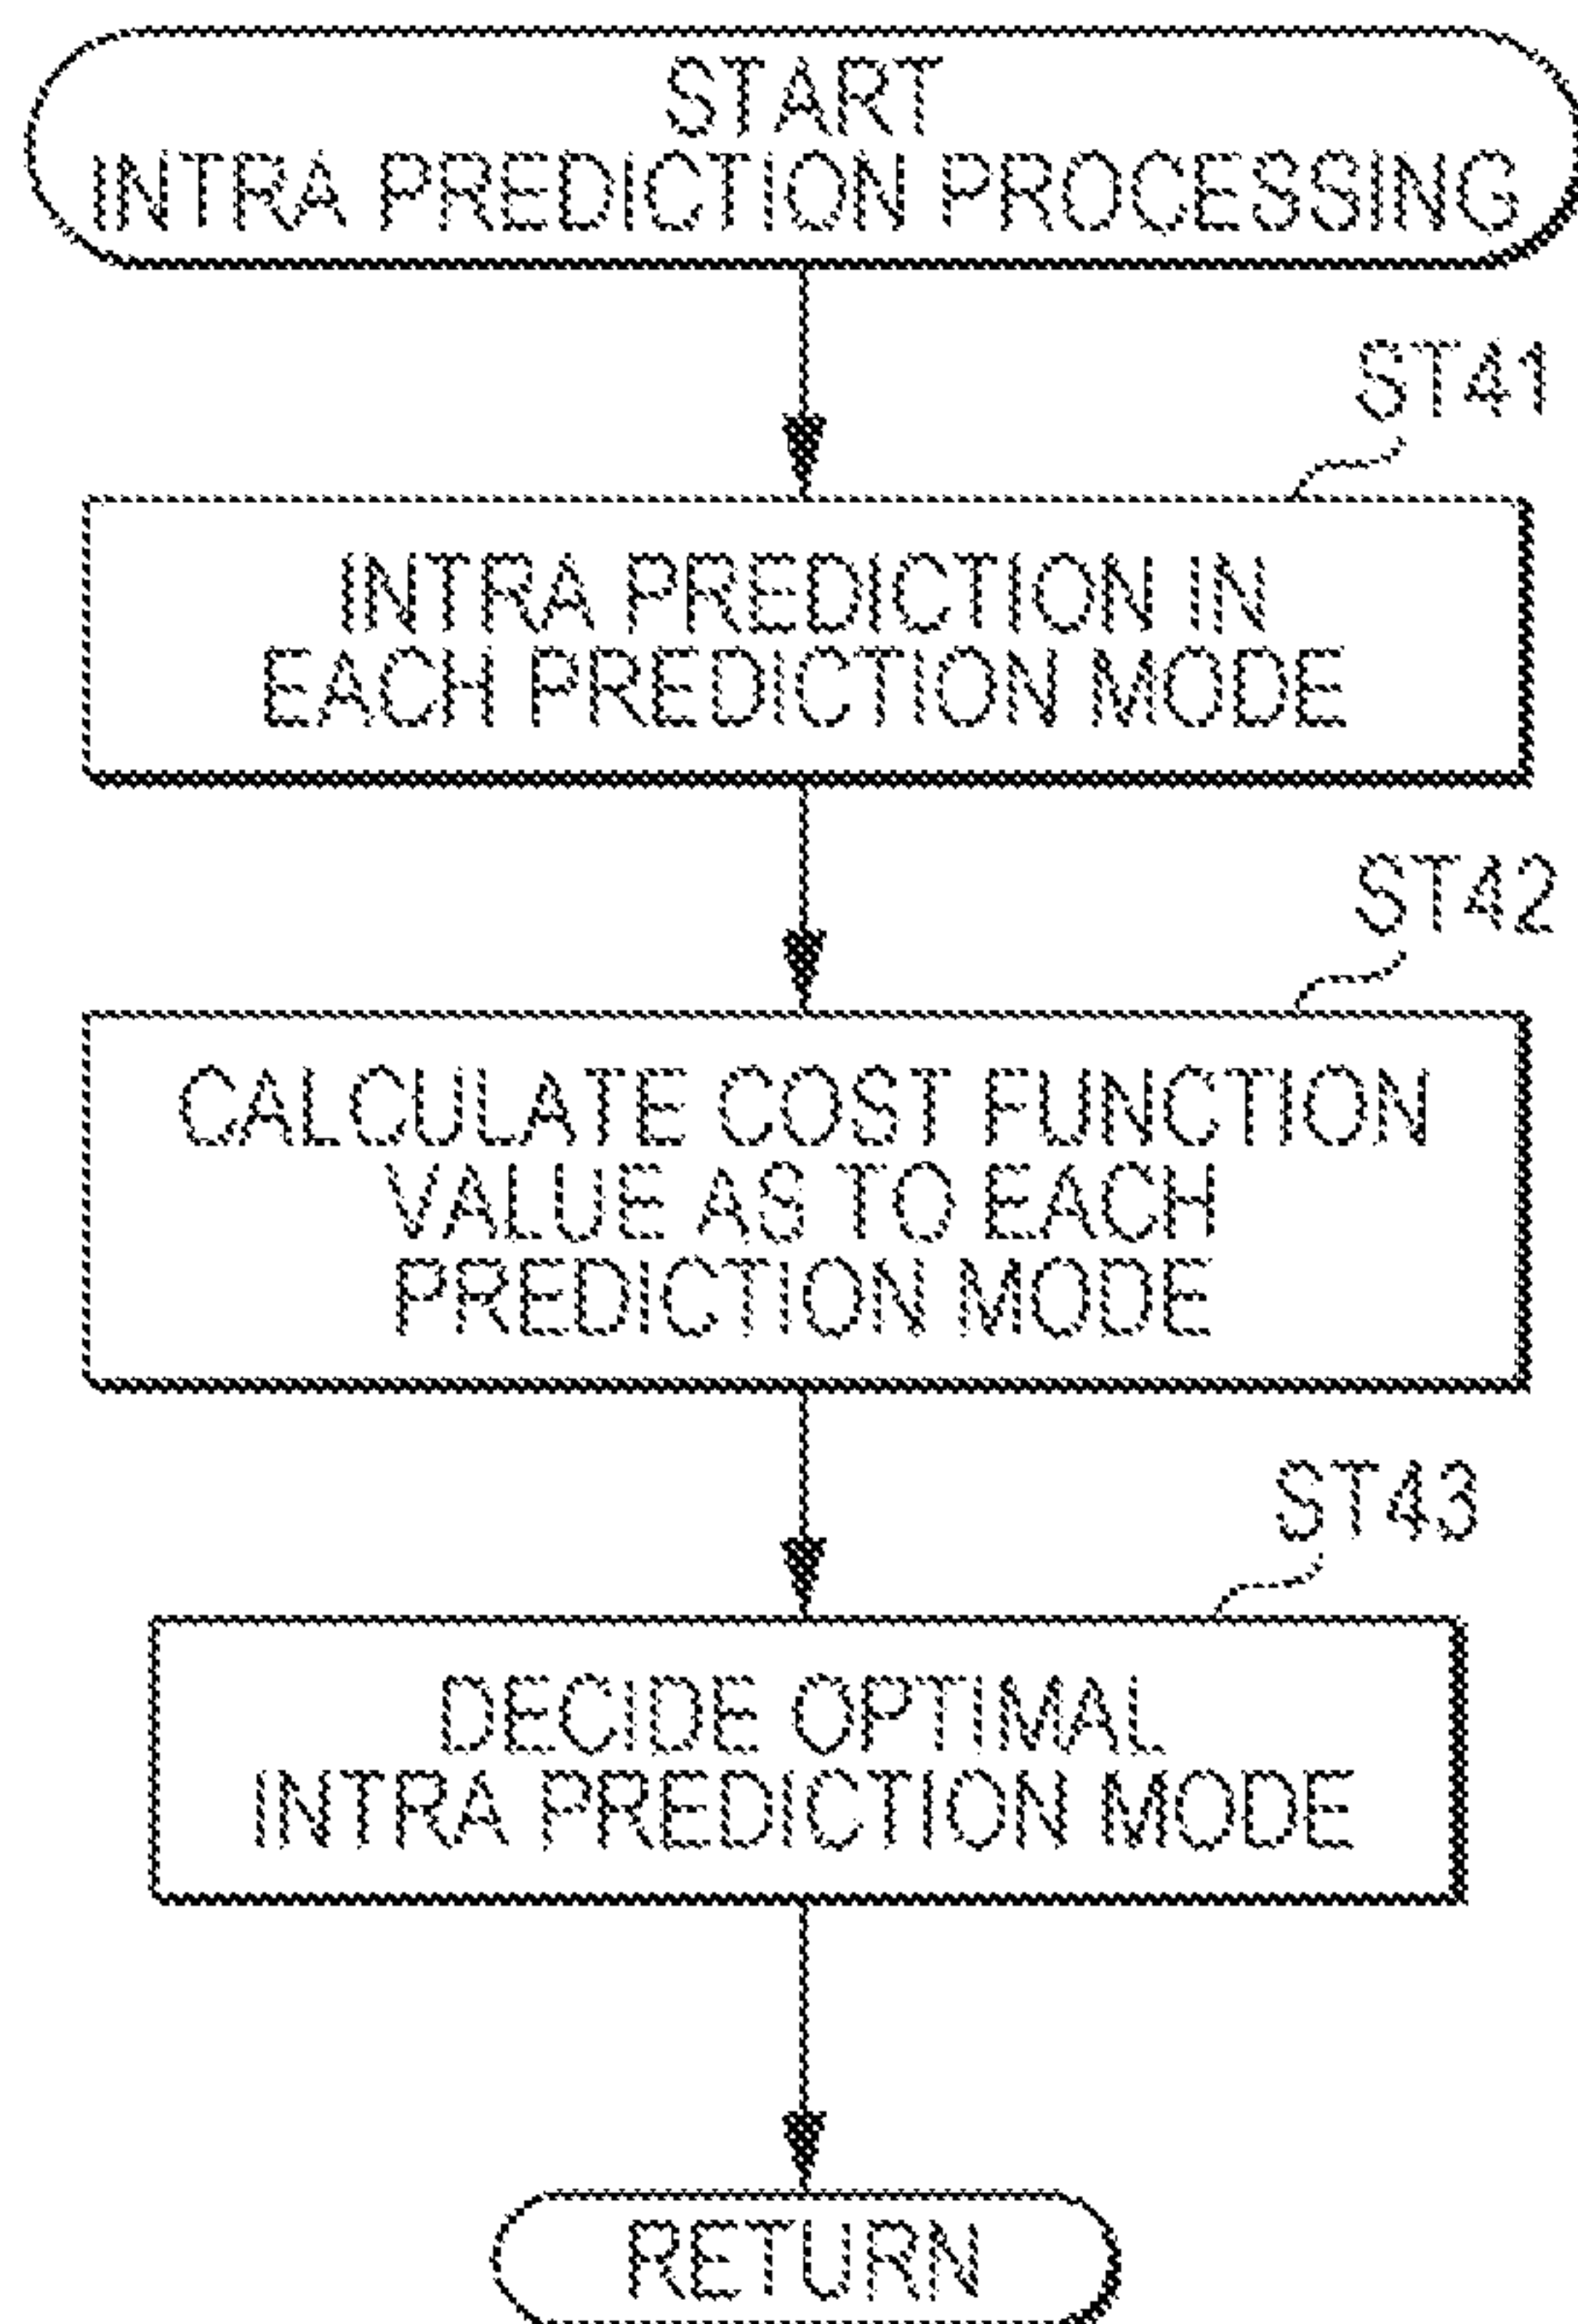 START
INTRA PREDICTION PROCESSING
ST41
INTRA PREDICTION IN
EACH PREDICTION MODE
ST42
CALCULATE COST FUNCTION
VALUE AS TO EACH
PREDICTION MODE
ST43
DECIDE OPTIMAL
INTRA PREDICTION MODE
RETURN